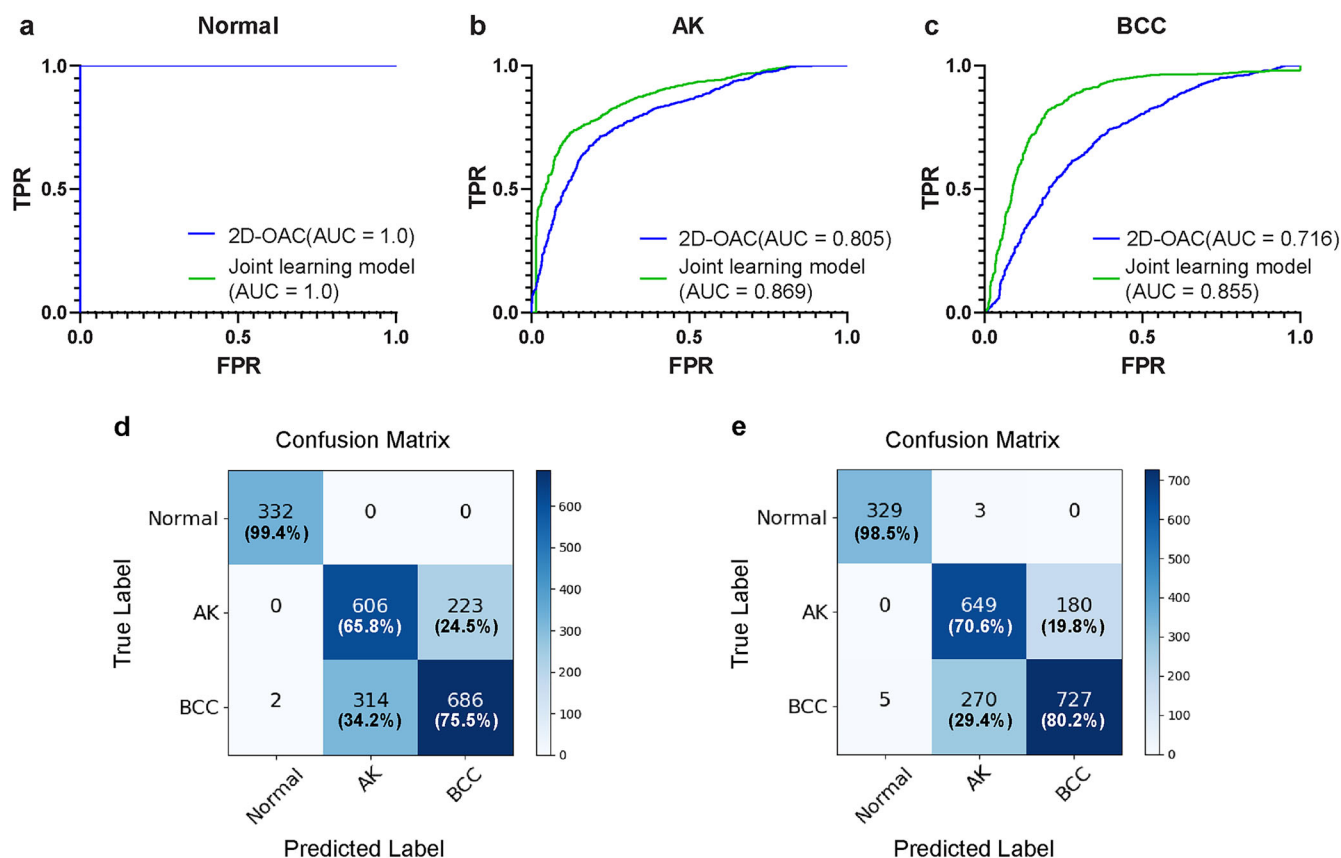 a
Normal
1.0
0.5
0.0
TPR
0.5
1.0
FPR
2D-OAC(AUC = 1.0)
Joint learning model
(AUC = 1.0)
b
AK
1.0
0.5
0.0
TPR
0.0
0.5
1.0
FPR
2D-OAC(AUC = 0.805)
Joint learning model
(AUC = 0.869)
c
BCC
1.0
0.5
0.0
TPR
0.0
0.5
1.0
FPR
2D-OAC(AUC = 0.716)
Joint learning model
(AUC = 0.855)
d
Confusion Matrix
True Label
Normal
332
(99.4%)
0
0
AK
0
606
(65.8%)
223
(24.5%)
BCC
2
314
(34.2%)
686
(75.5%)
Normal
AK
BCC
Predicted Label
600
500
400
300
200
100
0
e
Confusion Matrix
True Label
Normal
329
(98.5%)
3
0
AK
0
649
(70.6%)
180
(19.8%)
BCC
5
270
(29.4%)
727
(80.2%)
Normal
AK
BCC
Predicted Label
700
600
500
400
300
200
100
0